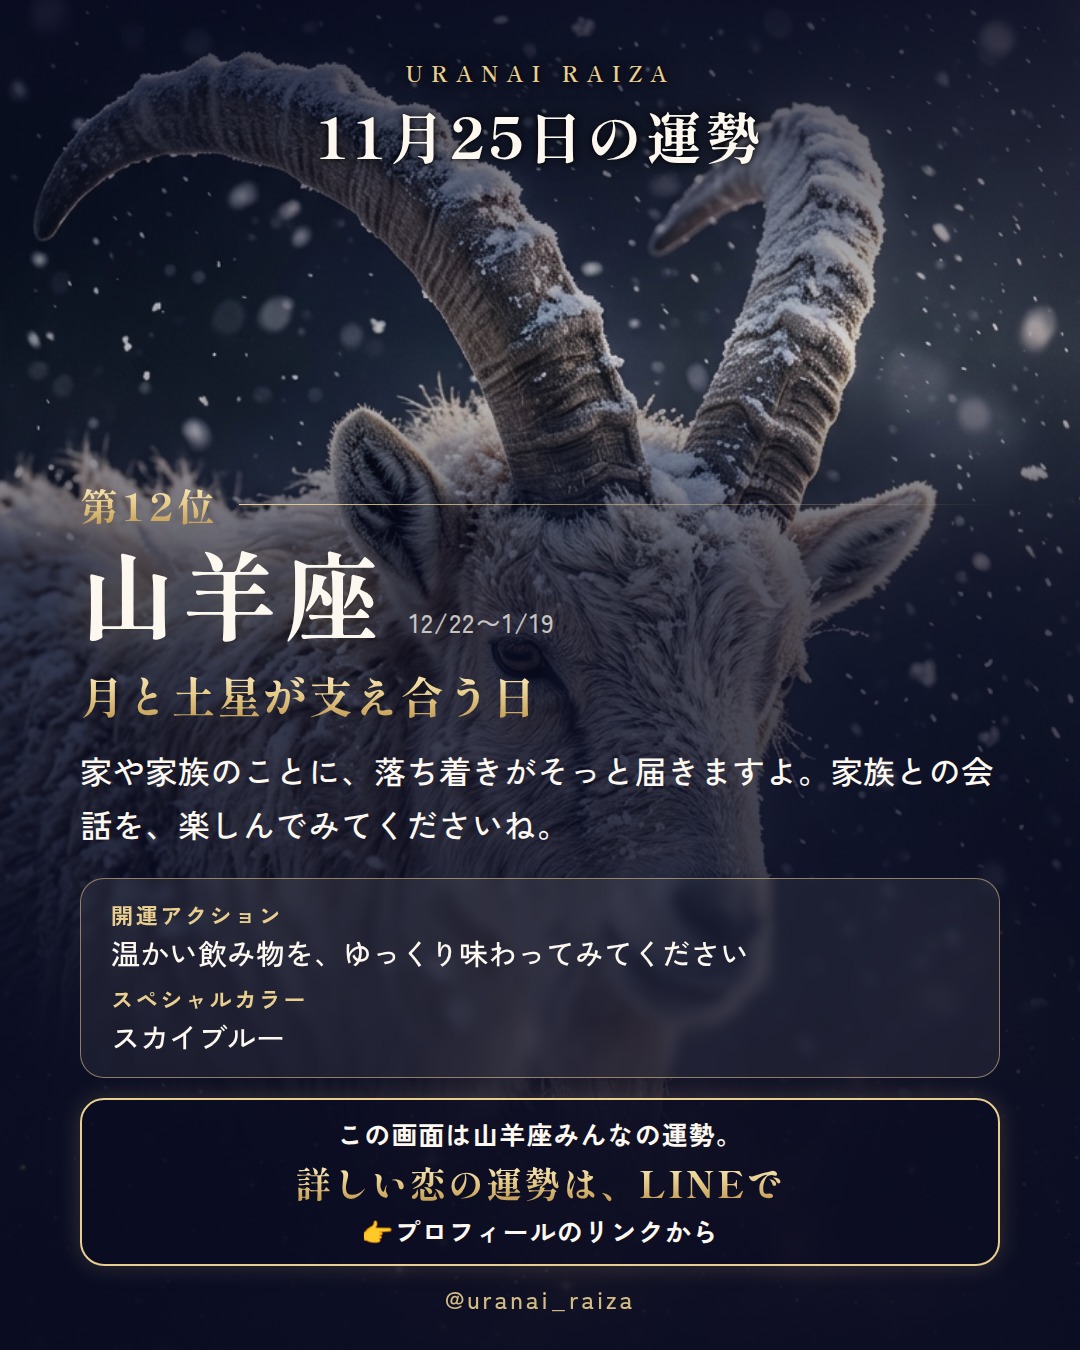 URANAI RAIZA
11月25日の運勢
第12位
山羊座 12/22〜1/19
月と土星が支え合う日
家や家族のことに、落ち着きがそっと届きますよ。家族との会
話を、楽しんでみてくださいね。
開運アクション
温かい飲み物を、ゆっくり味わってみてください
スペシャルカラー
スカイブルー
この画面は山羊座みんなの運勢。
詳しい恋の運勢は、LINEで
👉プロフィールのリンクから
@uranai_raiza